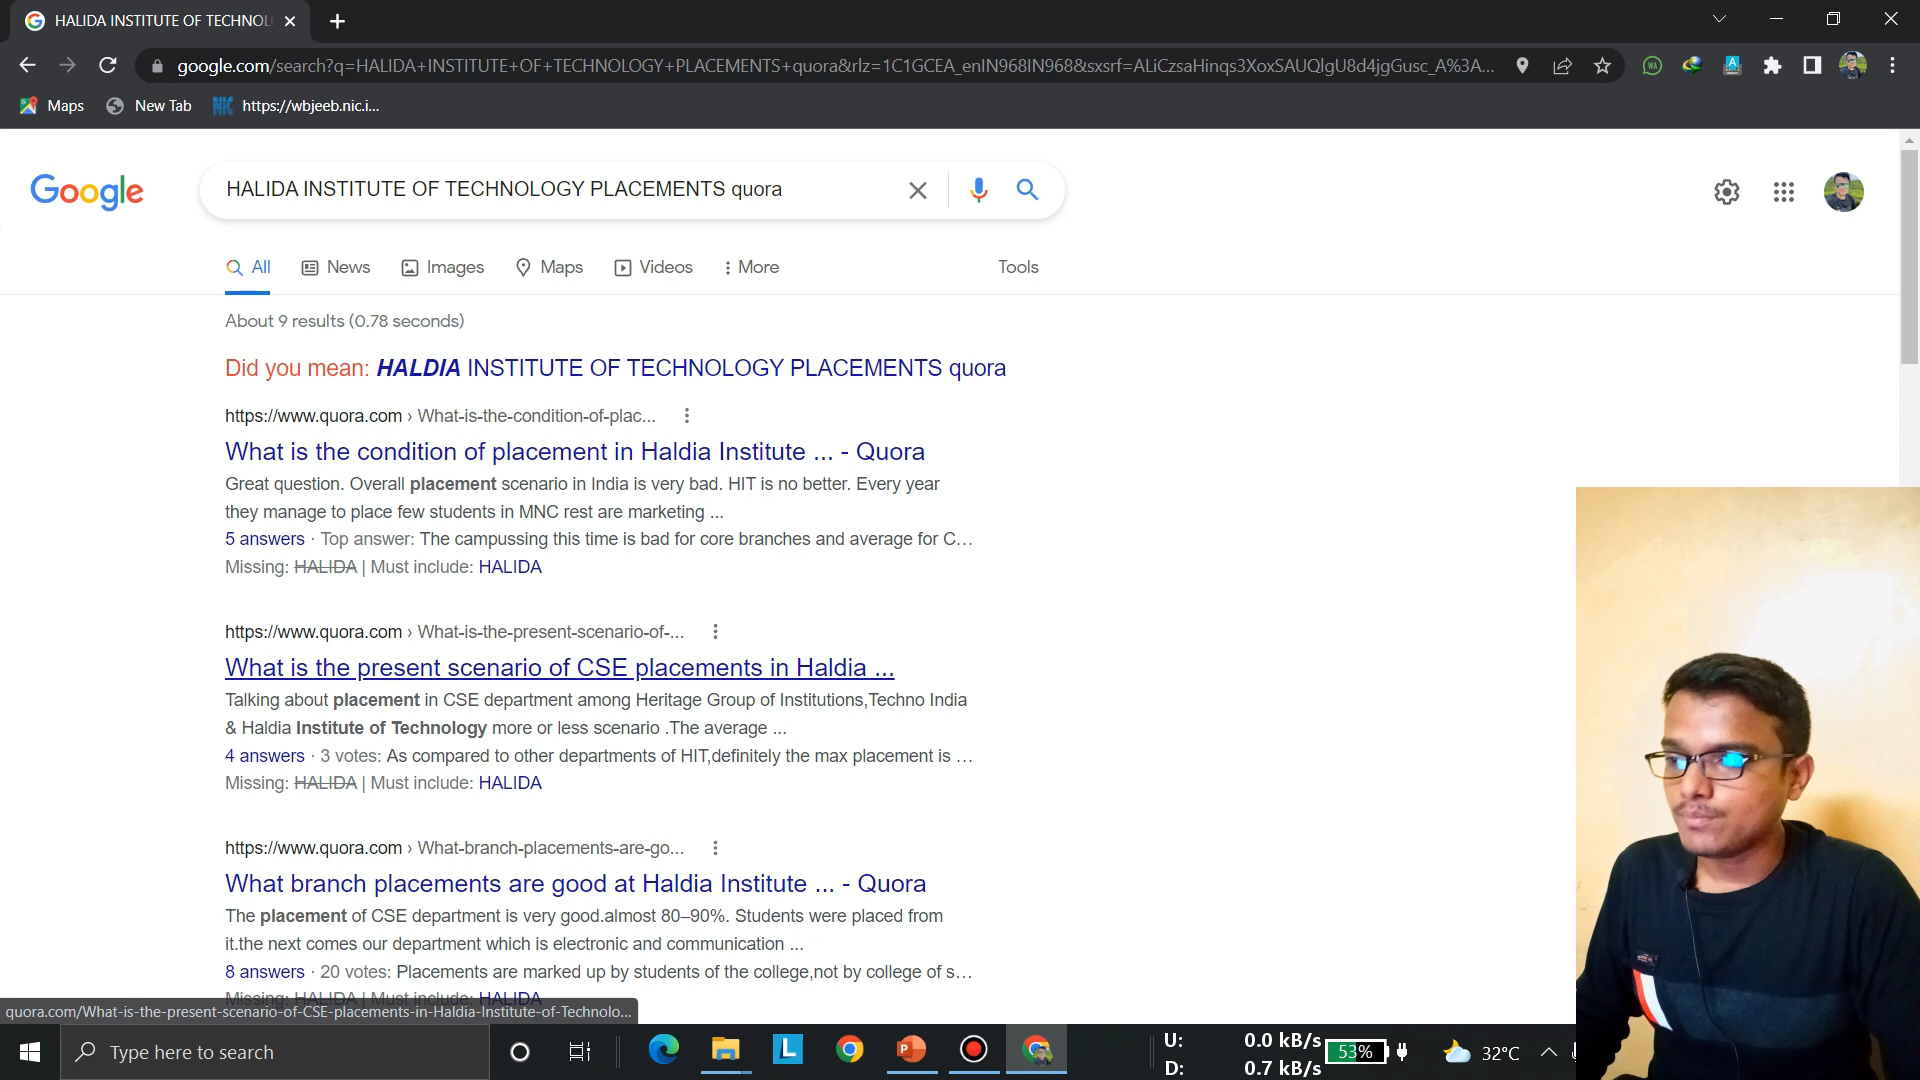 HALIDA INSTITUTE OF TECHNOL
google.com/search?q=HALIDA+INSTITUTE+OF+TECHNOLOGY+PLACEMENTS+quora&rlz=1C1GCEA_enIN968IN968&sxsrf=ALiCzsaHinqs3XoxSAUQlgU8d4jgGusc_A%3A...
Maps New Tab NIC https://wbjeeb.nic.i...
Google HALIDA INSTITUTE OF TECHNOLOGY PLACEMENTS quora
All News Images Maps Videos More Tools
About 9 results (0.78 seconds)
Did you mean: HALDIA INSTITUTE OF TECHNOLOGY PLACEMENTS quora
https://www.quora.com › What-is-the-condition-of-plac...
What is the condition of placement in Haldia Institute ... - Quora
Great question. Overall placement scenario in India is very bad. HIT is no better. Every year
they manage to place few students in MNC rest are marketing ...
5 answers · Top answer: The campussing this time is bad for core branches and average for C...
Missing: HALIDA | Must include: HALIDA
https://www.quora.com › What-is-the-present-scenario-of-...
What is the present scenario of CSE placements in Haldia ...
Talking about placement in CSE department among Heritage Group of Institutions,Techno India
& Haldia Institute of Technology more or less scenario .The average ...
4 answers · 3 votes: As compared to other departments of HIT,definitely the max placement is ...
Missing: HALIDA | Must include: HALIDA
https://www.quora.com › What-branch-placements-are-go...
What branch placements are good at Haldia Institute ... - Quora
The placement of CSE department is very good.almost 80–90%. Students were placed from
it.the next comes our department which is electronic and communication ...
8 answers · 20 votes: Placements are marked up by students of the college,not by college of s...
Missing: HALIDA | Must include: HALIDA
quora.com/What-is-the-present-scenario-of-CSE-placements-in-Haldia-Institute-of-Technolo...
Type here to search
U: 0.0 kB/s
D: 0.7 kB/s
53%
32°C